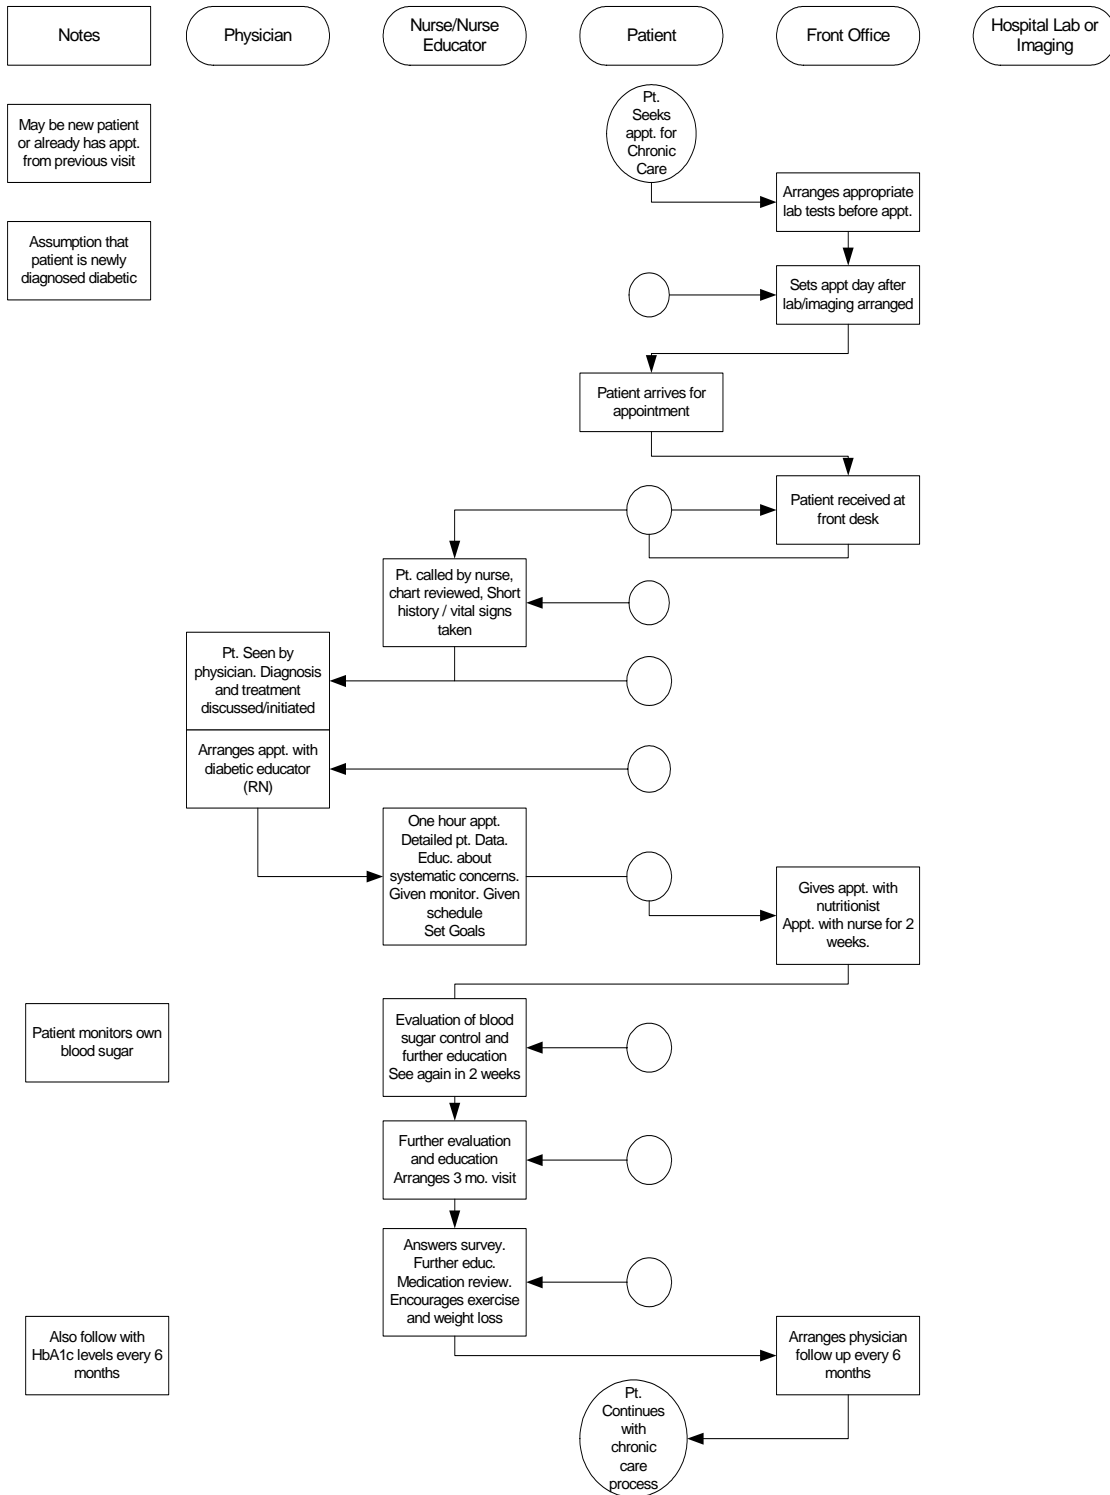 Notes
Physician
Nurse/Nurse
Educator
Patient
Front Office
Hospital Lab or
Imaging
May be new patient
or already has appt.
from previous visit
Pt.
Seeks
appt. for
Chronic
Care
Arranges appropriate
lab tests before appt.
Assumption that
patient is newly
diagnosed diabetic
Sets appt day after
lab/imaging arranged
Patient arrives for
appointment
Patient received at
front desk
Pt. called by nurse,
chart reviewed, Short
history / vital signs
taken
Pt. Seen by
physician. Diagnosis
and treatment
discussed/initiated
Arranges appt. with
diabetic educator
(RN)
One hour appt.
Detailed pt. Data.
Educ. about
systematic concerns.
Given monitor. Given
schedule
Set Goals
Gives appt. with
nutritionist
Appt. with nurse for 2
weeks.
Patient monitors own
blood sugar
Evaluation of blood
sugar control and
further education
See again in 2 weeks
Further evaluation
and education
Arranges 3 mo. visit
Answers survey.
Further educ.
Medication review.
Encourages exercise
and weight loss
Also follow with
HbA1c levels every 6
months
Arranges physician
follow up every 6
months
Pt.
Continues
with
chronic
care
process